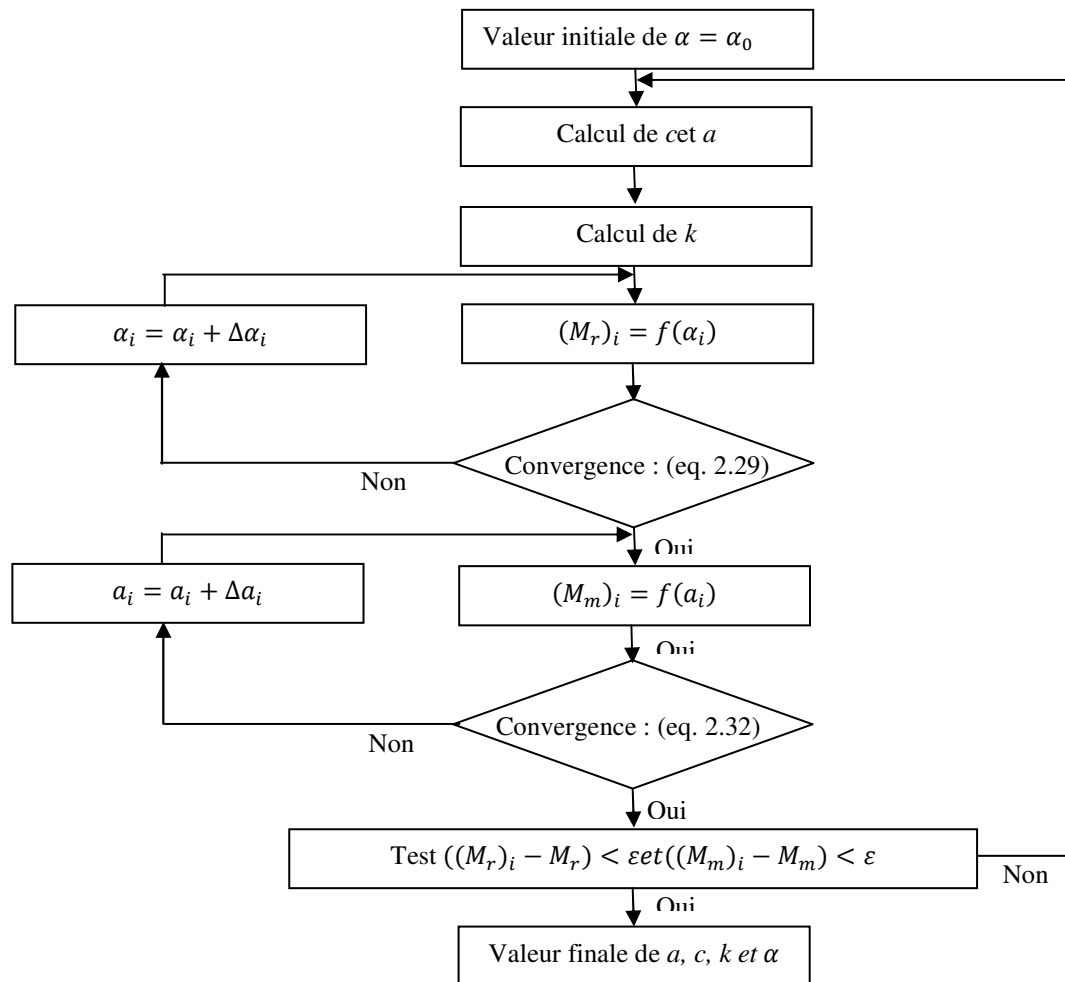 Valeur initiale de 𝛼 = 𝛼₀
Calcul de cet a
Calcul de k
𝛼ᵢ = 𝛼ᵢ + Δ𝛼ᵢ
(Mᵣ)ᵢ = f(𝛼ᵢ)
Convergence : (eq. 2.29)
Non
Oui
aᵢ = aᵢ + Δaᵢ
(Mₘ)ᵢ = f(aᵢ)
Oui
Convergence : (eq. 2.32)
Non
Oui
Test ((Mᵣ)ᵢ − Mᵣ) < εet((Mₘ)ᵢ − Mₘ) < ε
Non
Oui
Valeur finale de a, c, k et 𝛼